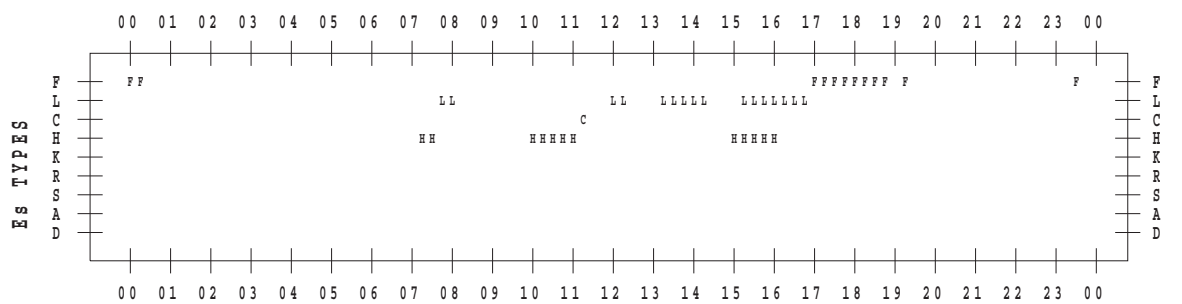 00 01 02 03 04 05 06 07 08 09 10 11 12 13 14 15 16 17 18 19 20 21 22 23 00
F FF FFFFFFFF F F F
L LL LL LLLLL LLLLLLL L
C C C
H HH HHHHH HHHHH H
K K
R R
S S
A A
D D
Es TYPES
00 01 02 03 04 05 06 07 08 09 10 11 12 13 14 15 16 17 18 19 20 21 22 23 00